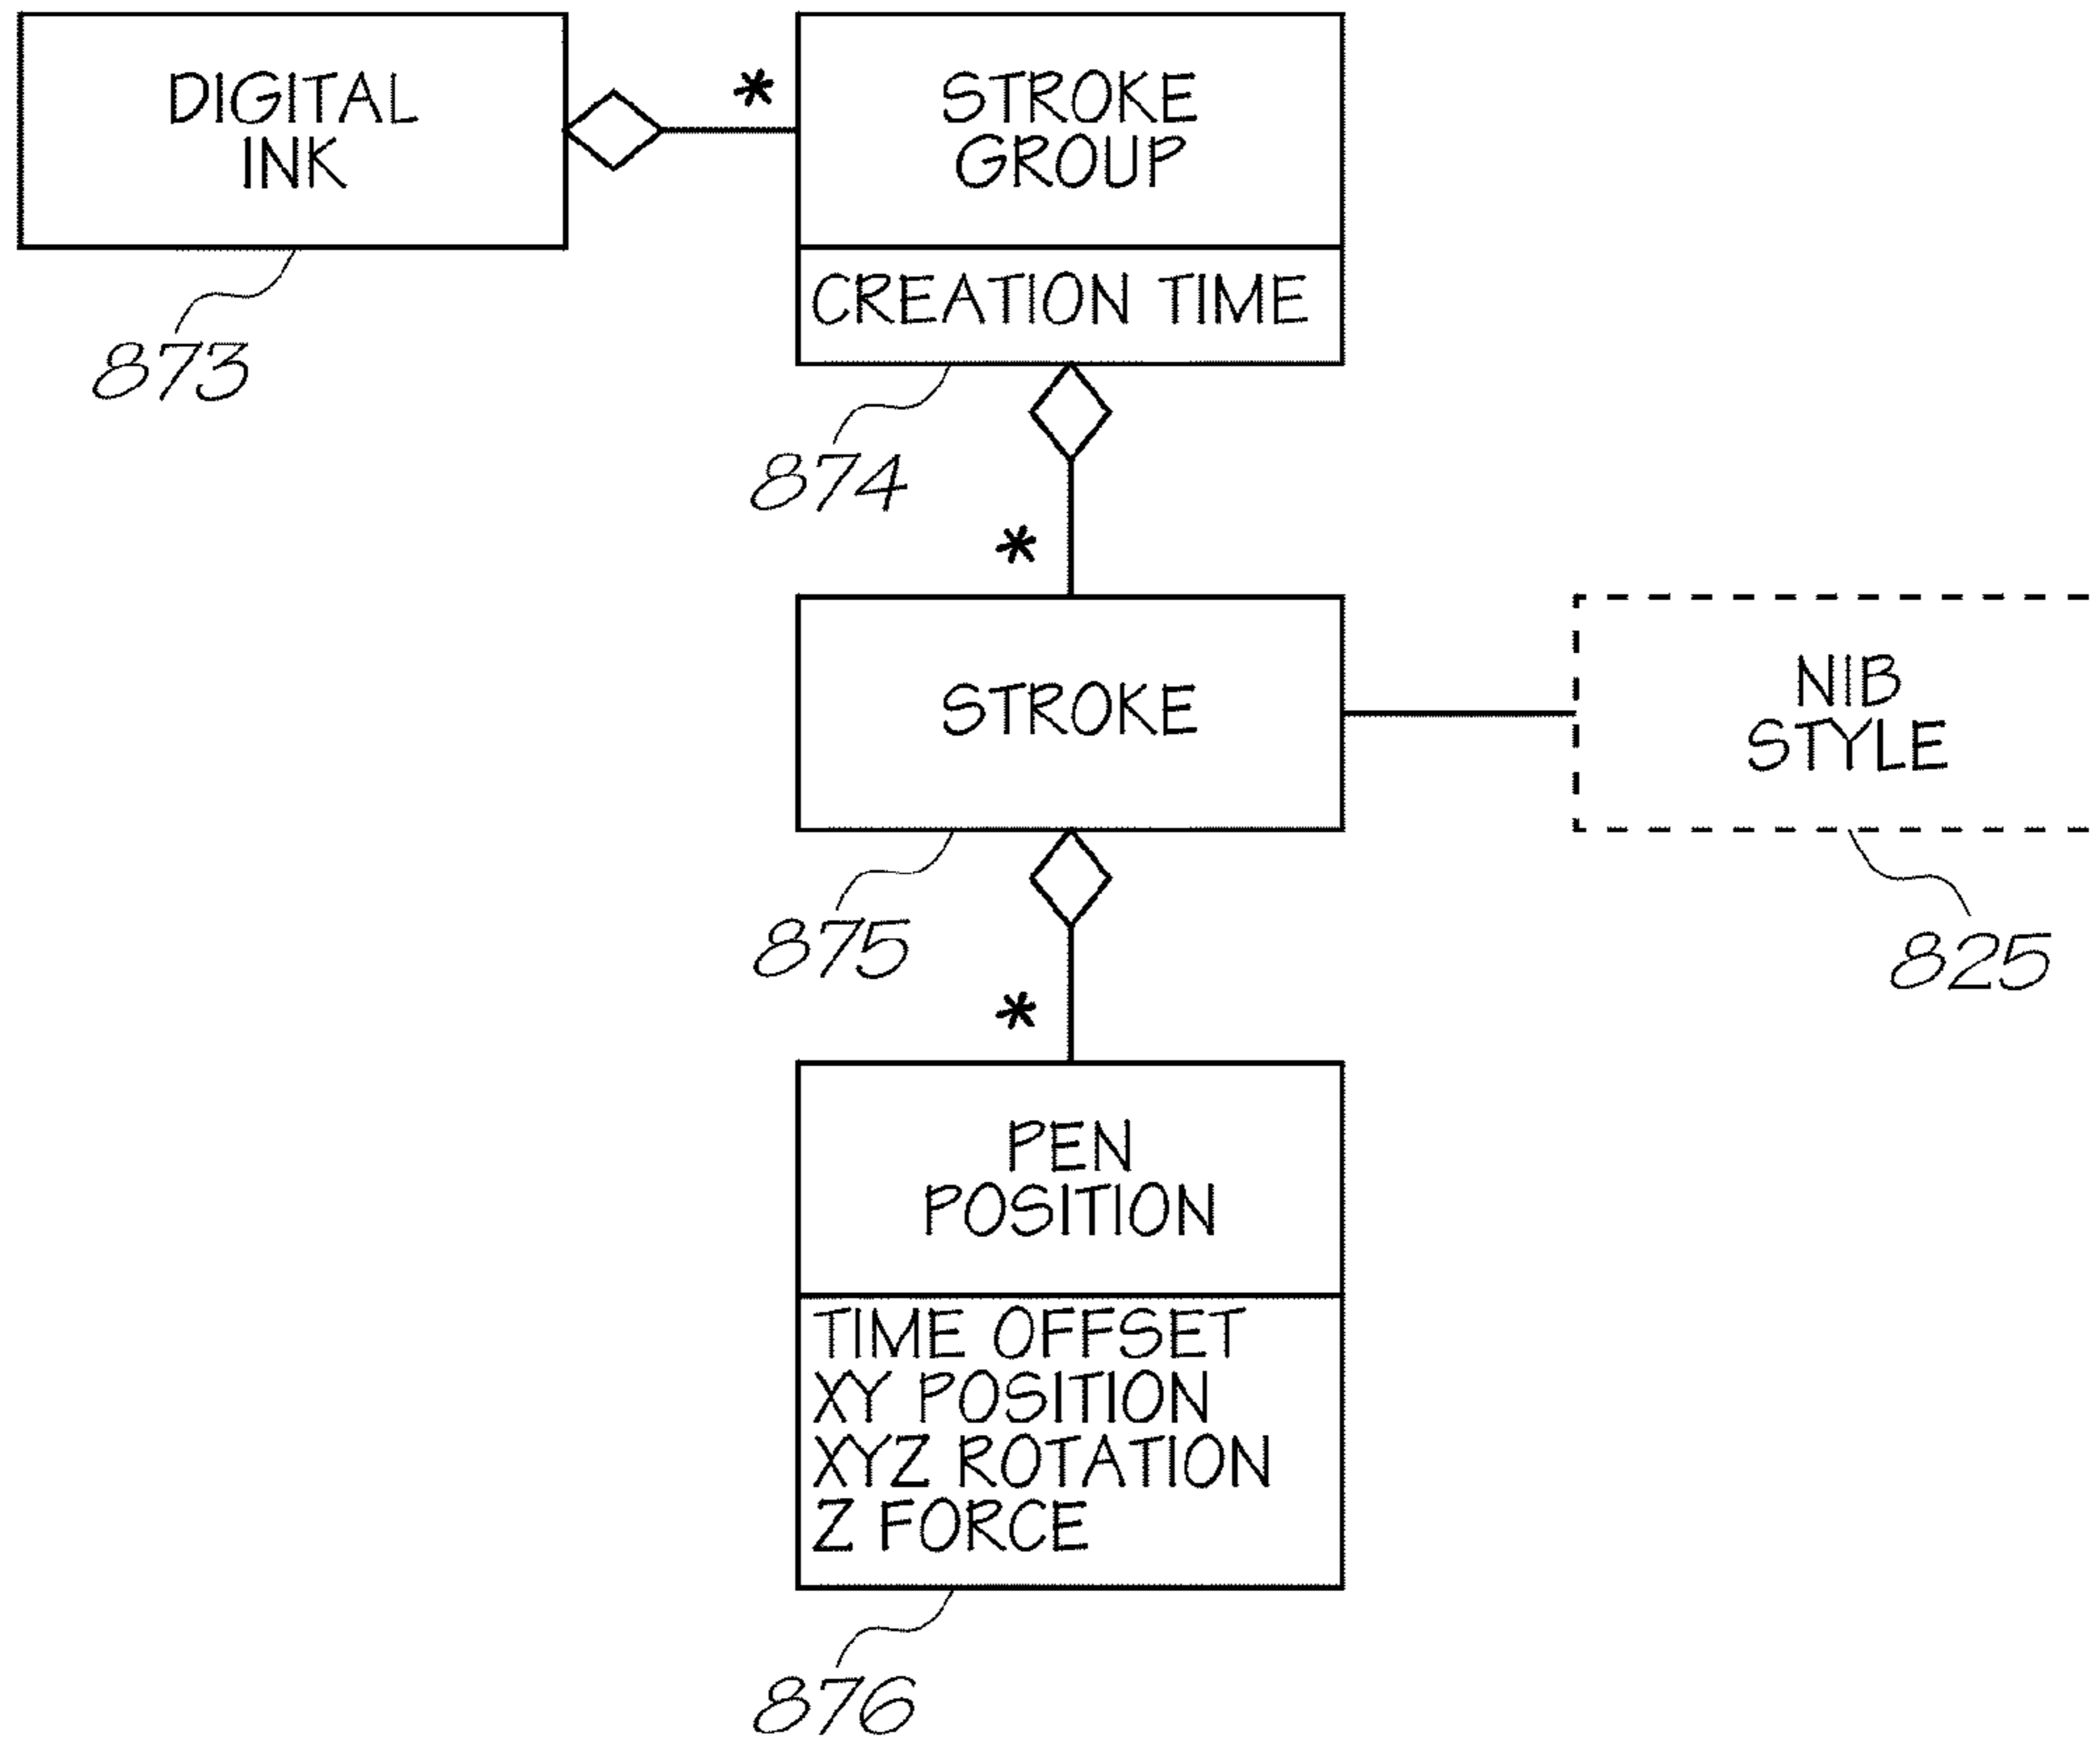 DIGITAL
INK
*
STROKE
GROUP
CREATION TIME
873
874
*
STROKE
NIB
STYLE
875
825
*
PEN
POSITION
TIME OFFSET
XY POSITION
XYZ ROTATION
Z FORCE
876